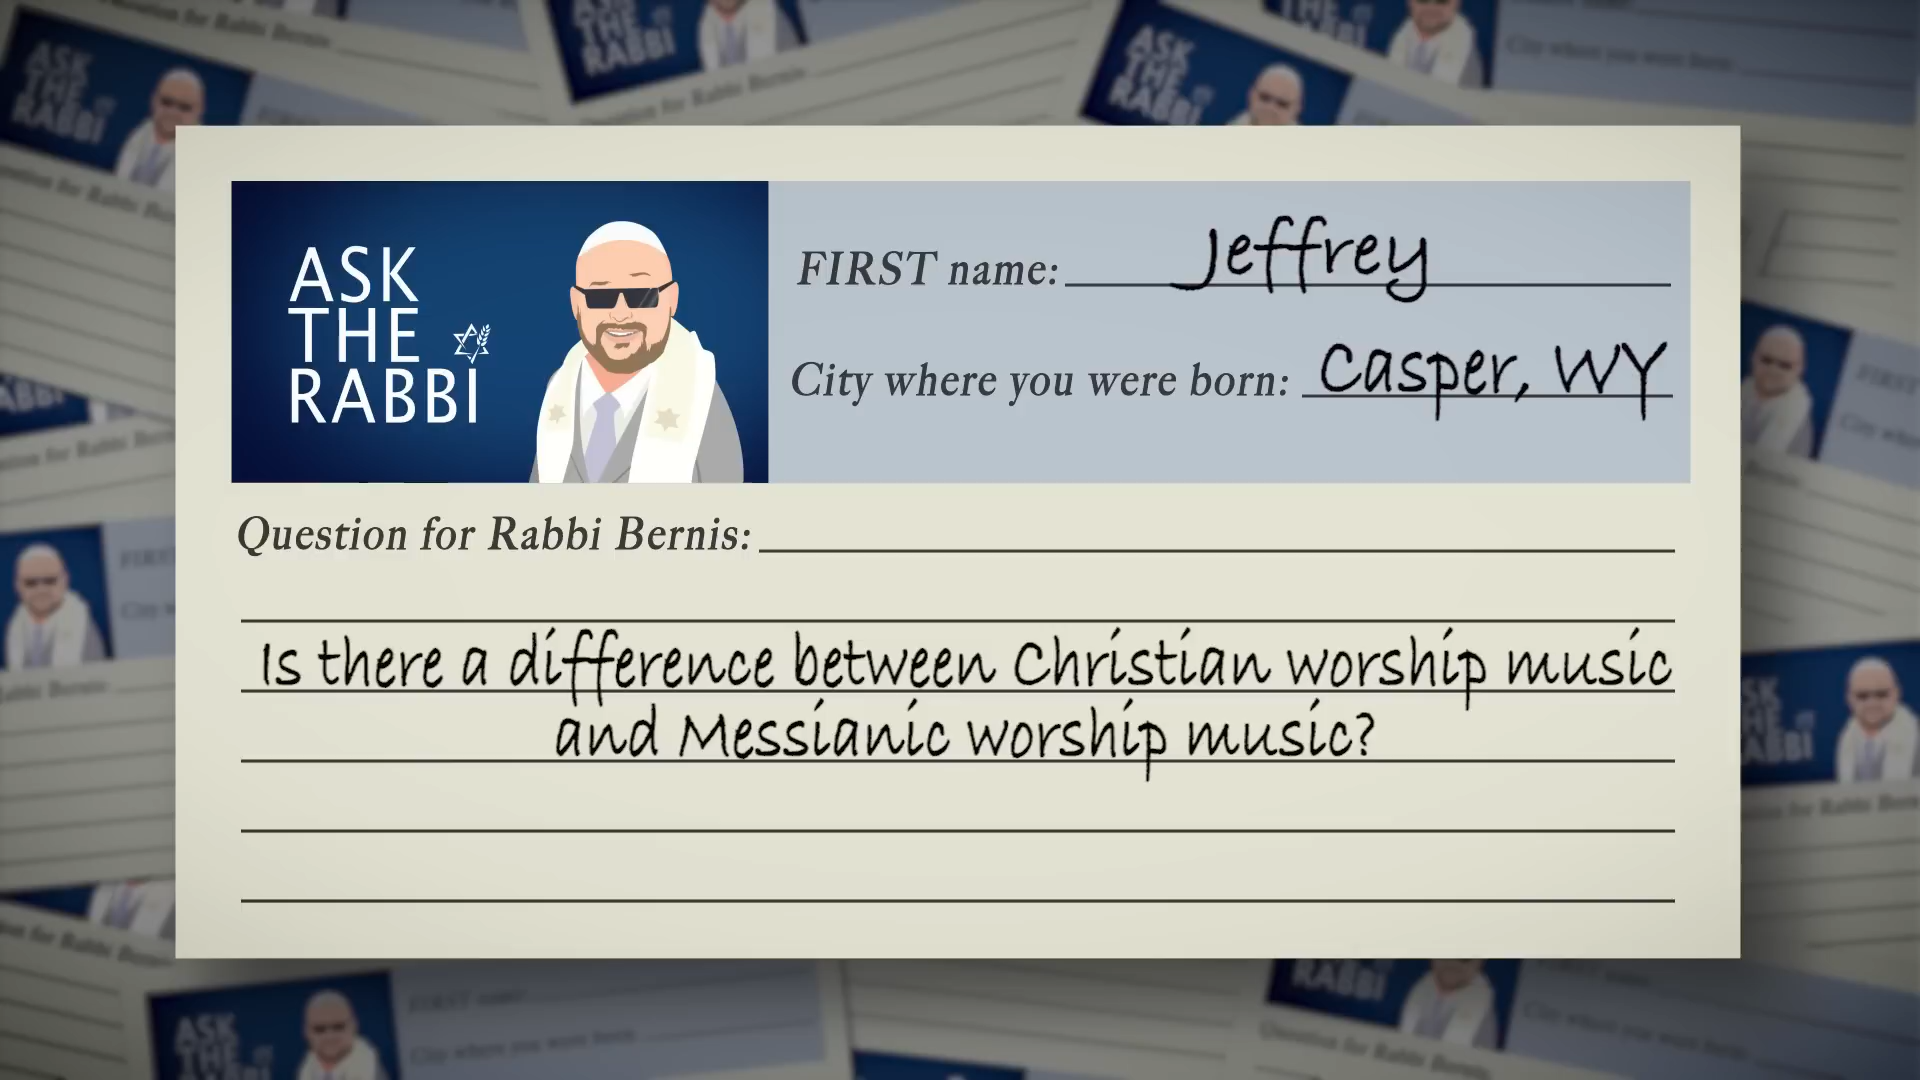 ASK
THE
RABBI
FIRST name: Jeffrey
City where you were born: Casper, WY
Question for Rabbi Bernis:
Is there a difference between Christian worship music
and Messianic worship music?